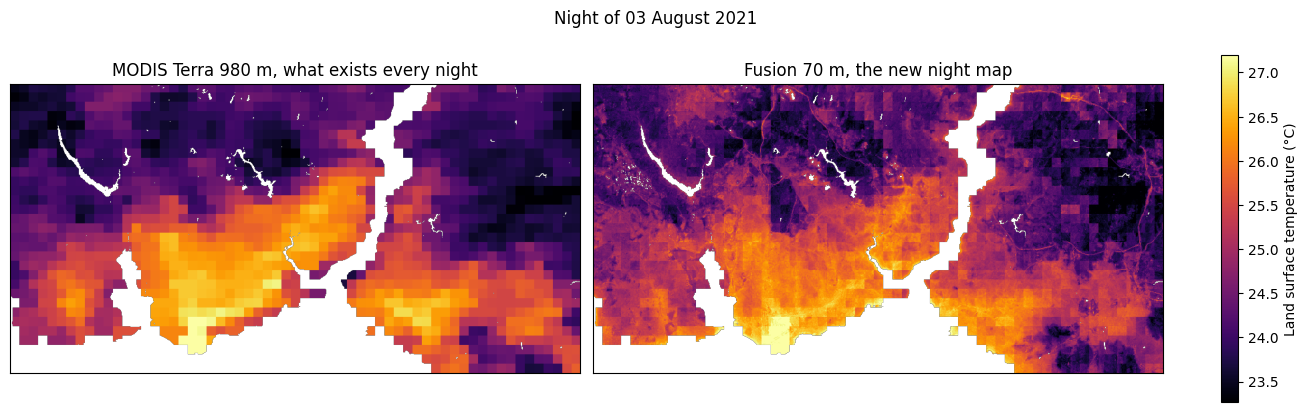 Night of 03 August 2021
MODIS Terra 980 m, what exists every night
Fusion 70 m, the new night map
27.0
26.5
26.0
25.5
25.0
24.5
24.0
23.5
Land surface temperature (°C)